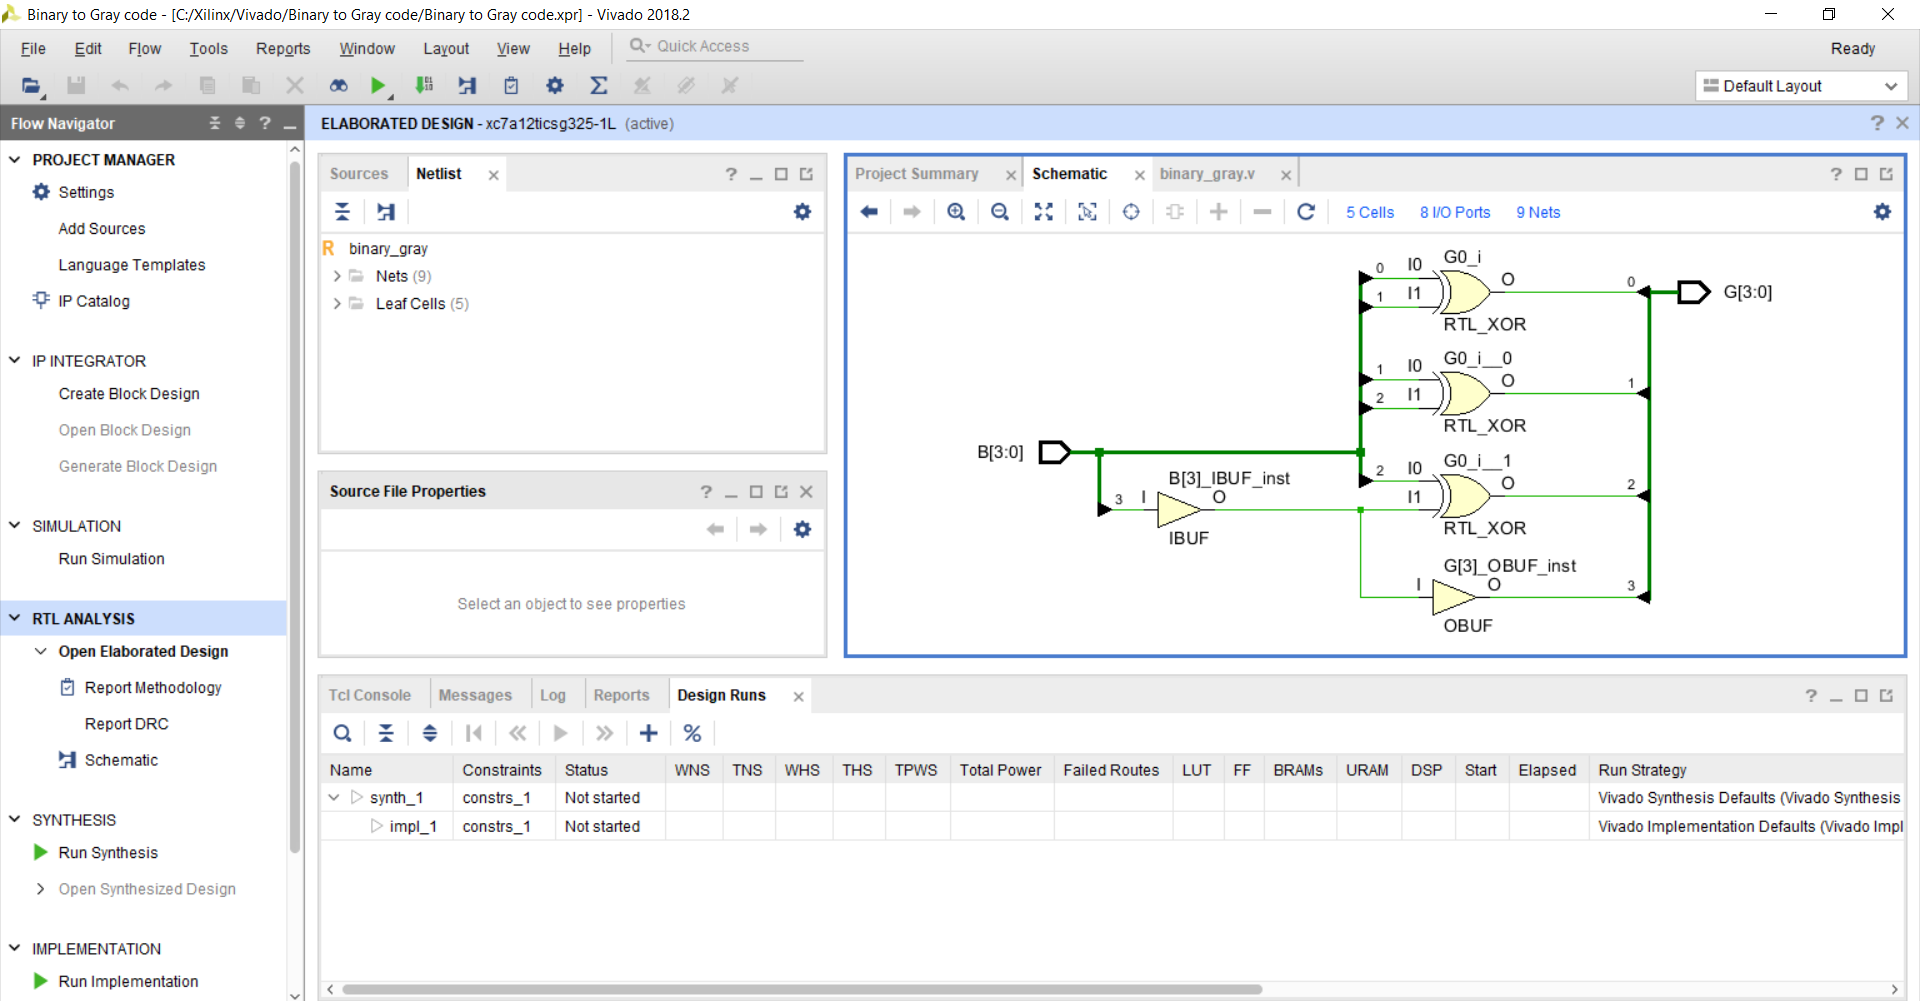 Binary to Gray code - [C:/Xilinx/Vivado/Binary to Gray code/Binary to Gray code.xpr] - Vivado 2018.2
File Edit Flow Tools Reports Window Layout View Help Quick Access Ready
Default Layout
Flow Navigator
ELABORATED DESIGN - xc7a12ticsg325-1L (active)
PROJECT MANAGER
Settings
Add Sources
Language Templates
IP Catalog
IP INTEGRATOR
Create Block Design
Open Block Design
Generate Block Design
SIMULATION
Run Simulation
RTL ANALYSIS
Open Elaborated Design
Report Methodology
Report DRC
Schematic
SYNTHESIS
Run Synthesis
Open Synthesized Design
IMPLEMENTATION
Run Implementation
Sources Netlist
R binary_gray
Nets (9)
Leaf Cells (5)
Source File Properties
Select an object to see properties
Project Summary Schematic binary_gray.v
5 Cells 8 I/O Ports 9 Nets
G0_i
0 I0 O 0
1 I1 G[3:0]
RTL_XOR
G0_i__0
1 I0 O 1
2 I1
RTL_XOR
B[3:0]
G0_i__1
2 I0 O 2
I1
RTL_XOR
B[3]_IBUF_inst
3 I O
IBUF
G[3]_OBUF_inst
I O 3
OBUF
Tcl Console Messages Log Reports Design Runs
Name Constraints Status WNS TNS WHS THS TPWS Total Power Failed Routes LUT FF BRAMs URAM DSP Start Elapsed Run Strategy
synth_1 constrs_1 Not started Vivado Synthesis Defaults (Vivado Synthesis
impl_1 constrs_1 Not started Vivado Implementation Defaults (Vivado Impl